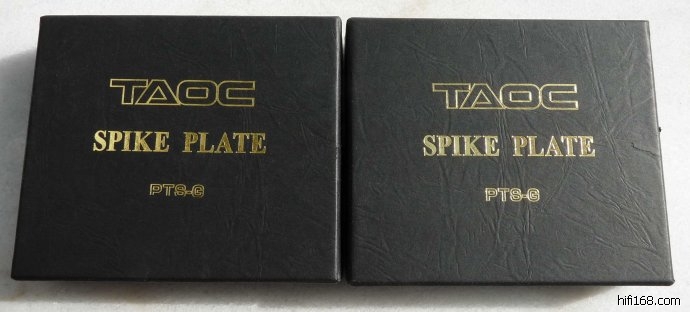 TAOC
SPIKE PLATE
PTS-G
TAOC
SPIKE PLATE
PTS-G
hifi168.com